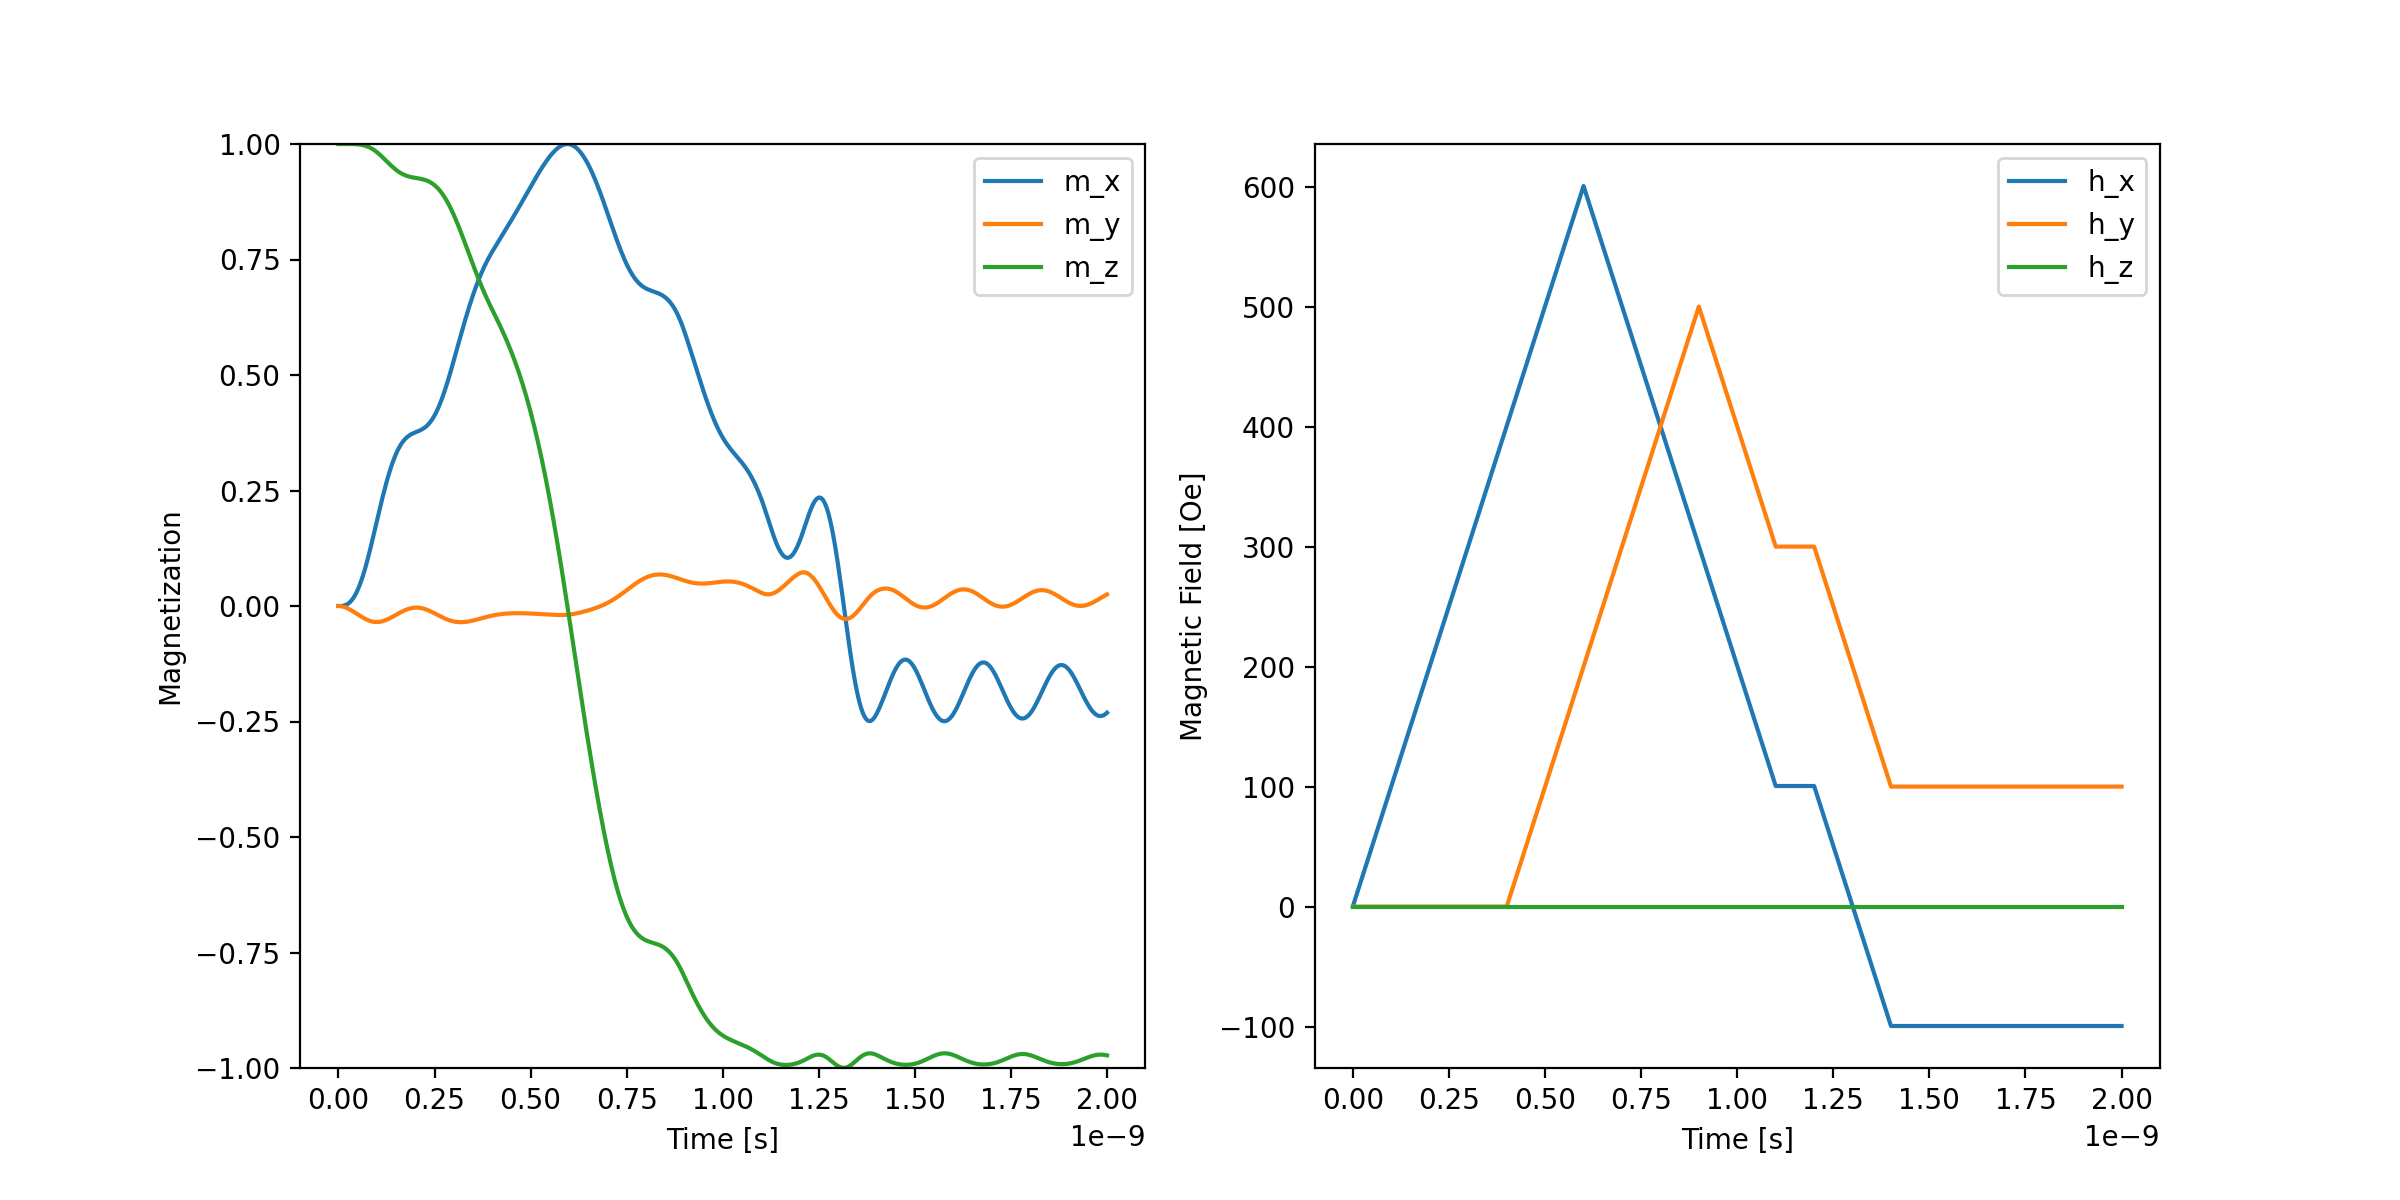 1.00
0.75
0.50
0.25
0.00
−0.25
−0.50
−0.75
−1.00
Magnetization
0.00 0.25 0.50 0.75 1.00 1.25 1.50 1.75 2.00
Time [s]
1e−9
m_x
m_y
m_z
600
500
400
300
200
100
0
−100
Magnetic Field [Oe]
0.00 0.25 0.50 0.75 1.00 1.25 1.50 1.75 2.00
Time [s]
1e−9
h_x
h_y
h_z